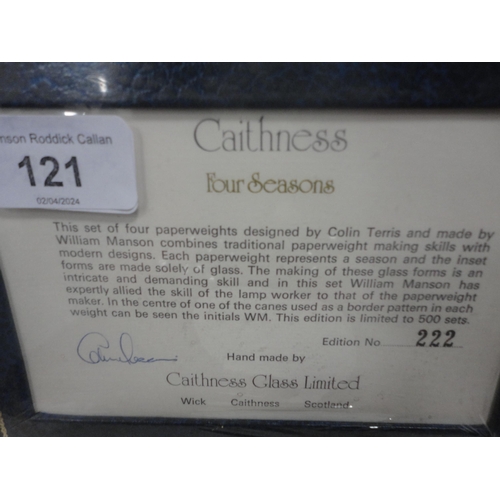 nson Roddick Callan
121
02/04/2024
Caithness
Four Seasons
This set of four paperweights designed by Colin Terris and made by
William Manson combines traditional paperweight making skills with
modern designs. Each paperweight represents a season and the inset
forms are made solely of glass. The making of these glass forms is an
intricate and demanding skill and in this set William Manson has
expertly allied the skill of the lamp worker to that of the paperweight
maker. In the centre of one of the canes used as a border pattern in each
weight can be seen the initials WM. This edition is limited to 500 sets.
Edition No 222
Hand made by
Caithness Glass Limited
Wick Caithness Scotland